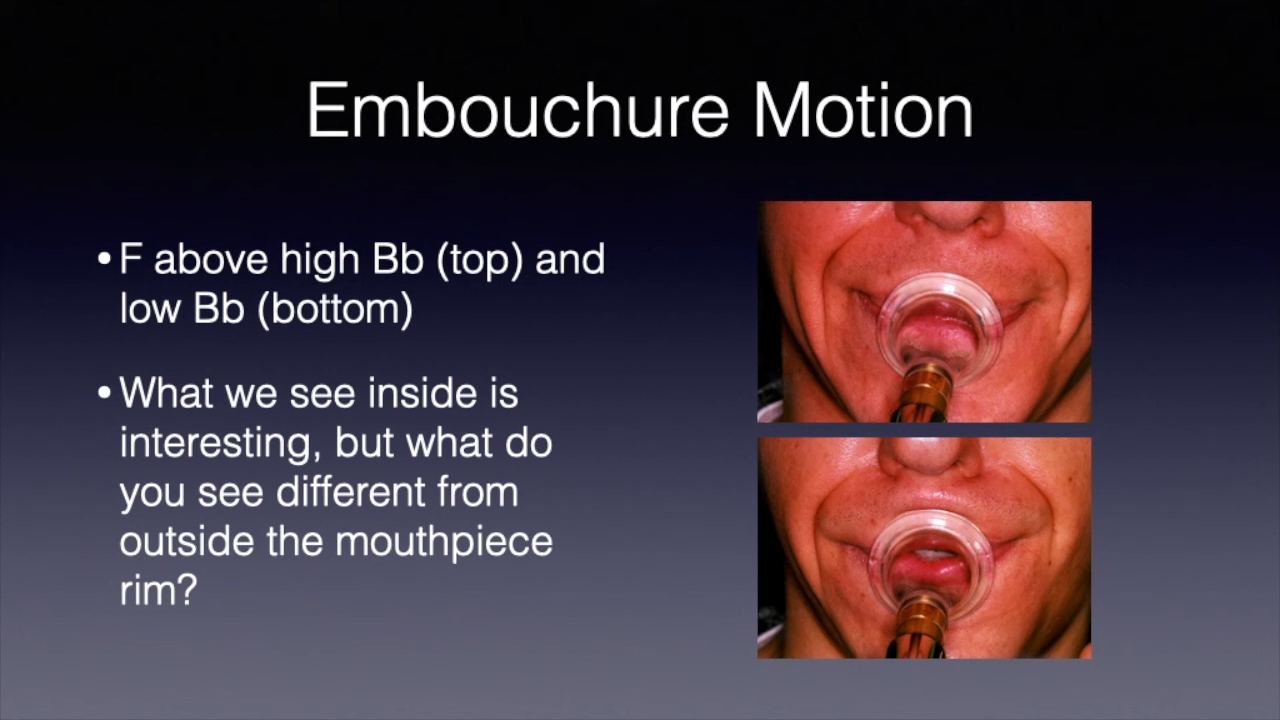 Embouchure Motion
• F above high Bb (top) and
low Bb (bottom)
• What we see inside is
interesting, but what do
you see different from
outside the mouthpiece
rim?